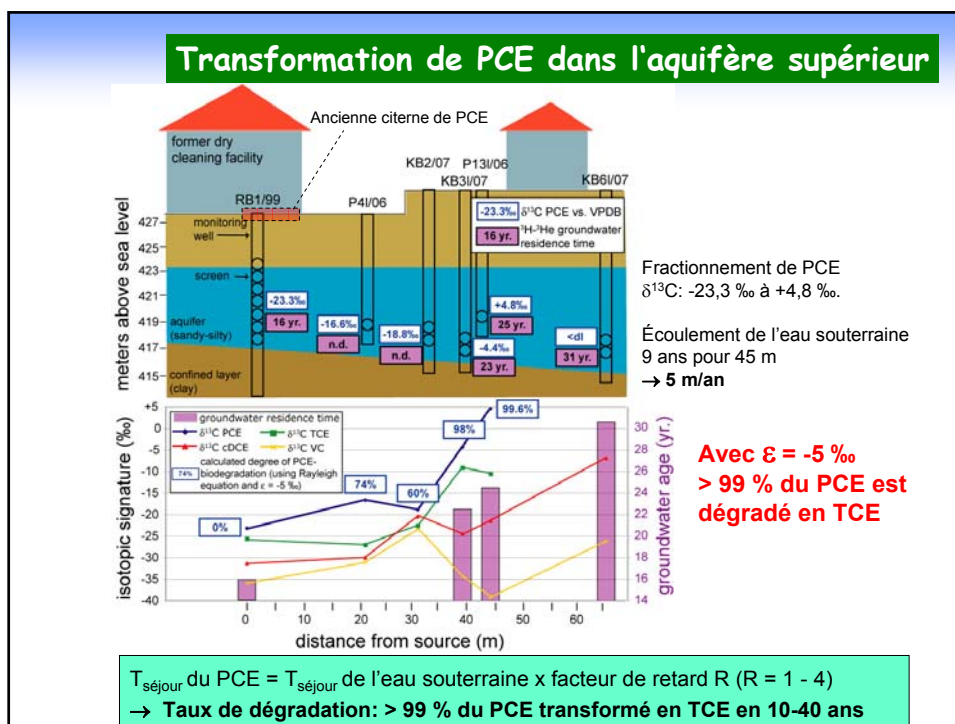 Transformation de PCE dans l'aquifère supérieur
Ancienne citerne de PCE
former dry
cleaning facility
RB1/99
P4I/06
KB2/07
P13I/06
KB3I/07
KB6I/07
meters above sea level
427
425
423
421
419
417
415
monitoring
well
screen
aquifer
(sandy-silty)
confined layer
(clay)
-23.3‰ δ¹³C PCE vs. VPDB
16 yr. ³H-³He groundwater
residence time
-23.3‰
16 yr.
-16.6‰
n.d.
-18.8‰
n.d.
+4.8‰
25 yr.
-4.4‰
23 yr.
<dl
31 yr.
Fractionnement de PCE
δ¹³C: -23,3 ‰ à +4,8 ‰.
Écoulement de l'eau souterraine
9 ans pour 45 m
→ 5 m/an
isotopic signature (‰)
+5
0
-5
-10
-15
-20
-25
-30
-35
-40
groundwater residence time
δ¹³C PCE
δ¹³C TCE
δ¹³C cDCE
δ¹³C VC
74% calculated degree of PCE-
biodegradation (using Rayleigh
equation and ε = -5 ‰)
0%
74%
60%
98%
99.6%
30
28
26
24
22
20
18
16
14
groundwater age (yr.)
0 10 20 30 40 50 60
distance from source (m)
Avec ε = -5 ‰
> 99 % du PCE est
dégradé en TCE
T séjour du PCE = T séjour de l'eau souterraine x facteur de retard R (R = 1 - 4)
→ Taux de dégradation: > 99 % du PCE transformé en TCE en 10-40 ans